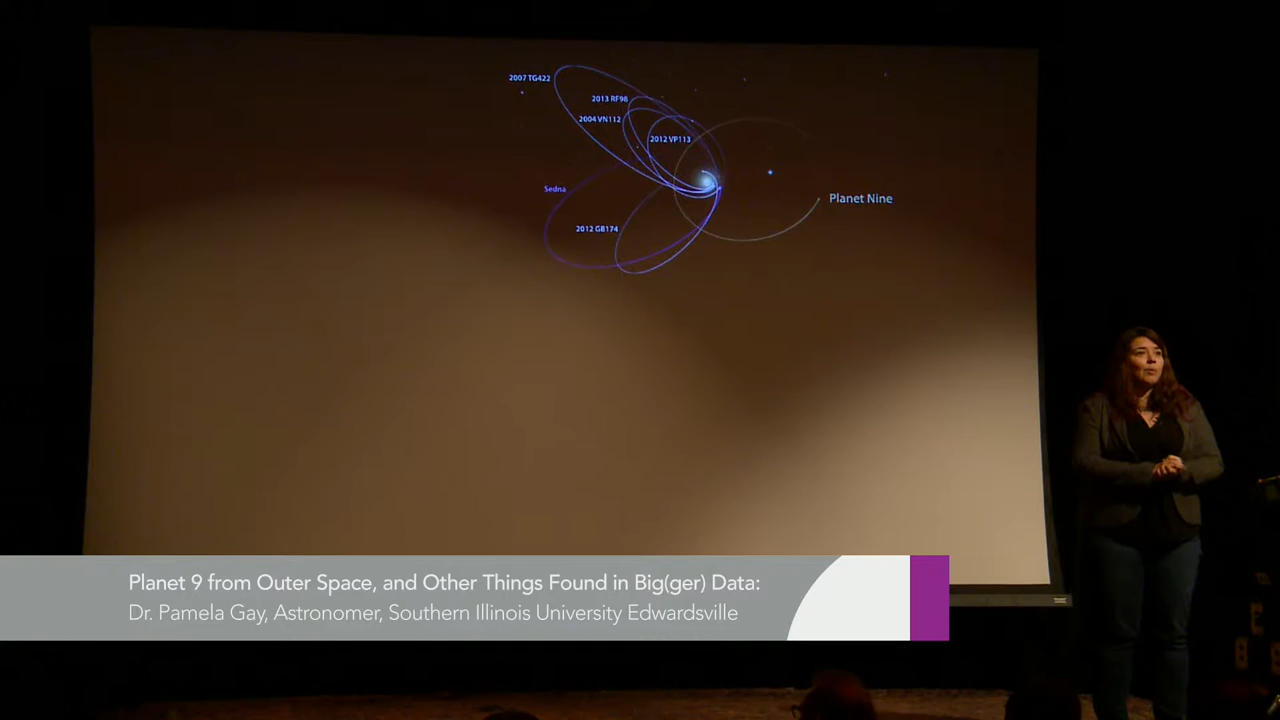 2007 TG422
2013 RF98
2004 VN112
2012 VP113
Sedna
Planet Nine
2012 GB174
Planet 9 from Outer Space, and Other Things Found in Big(ger) Data:
Dr. Pamela Gay, Astronomer, Southern Illinois University Edwardsville